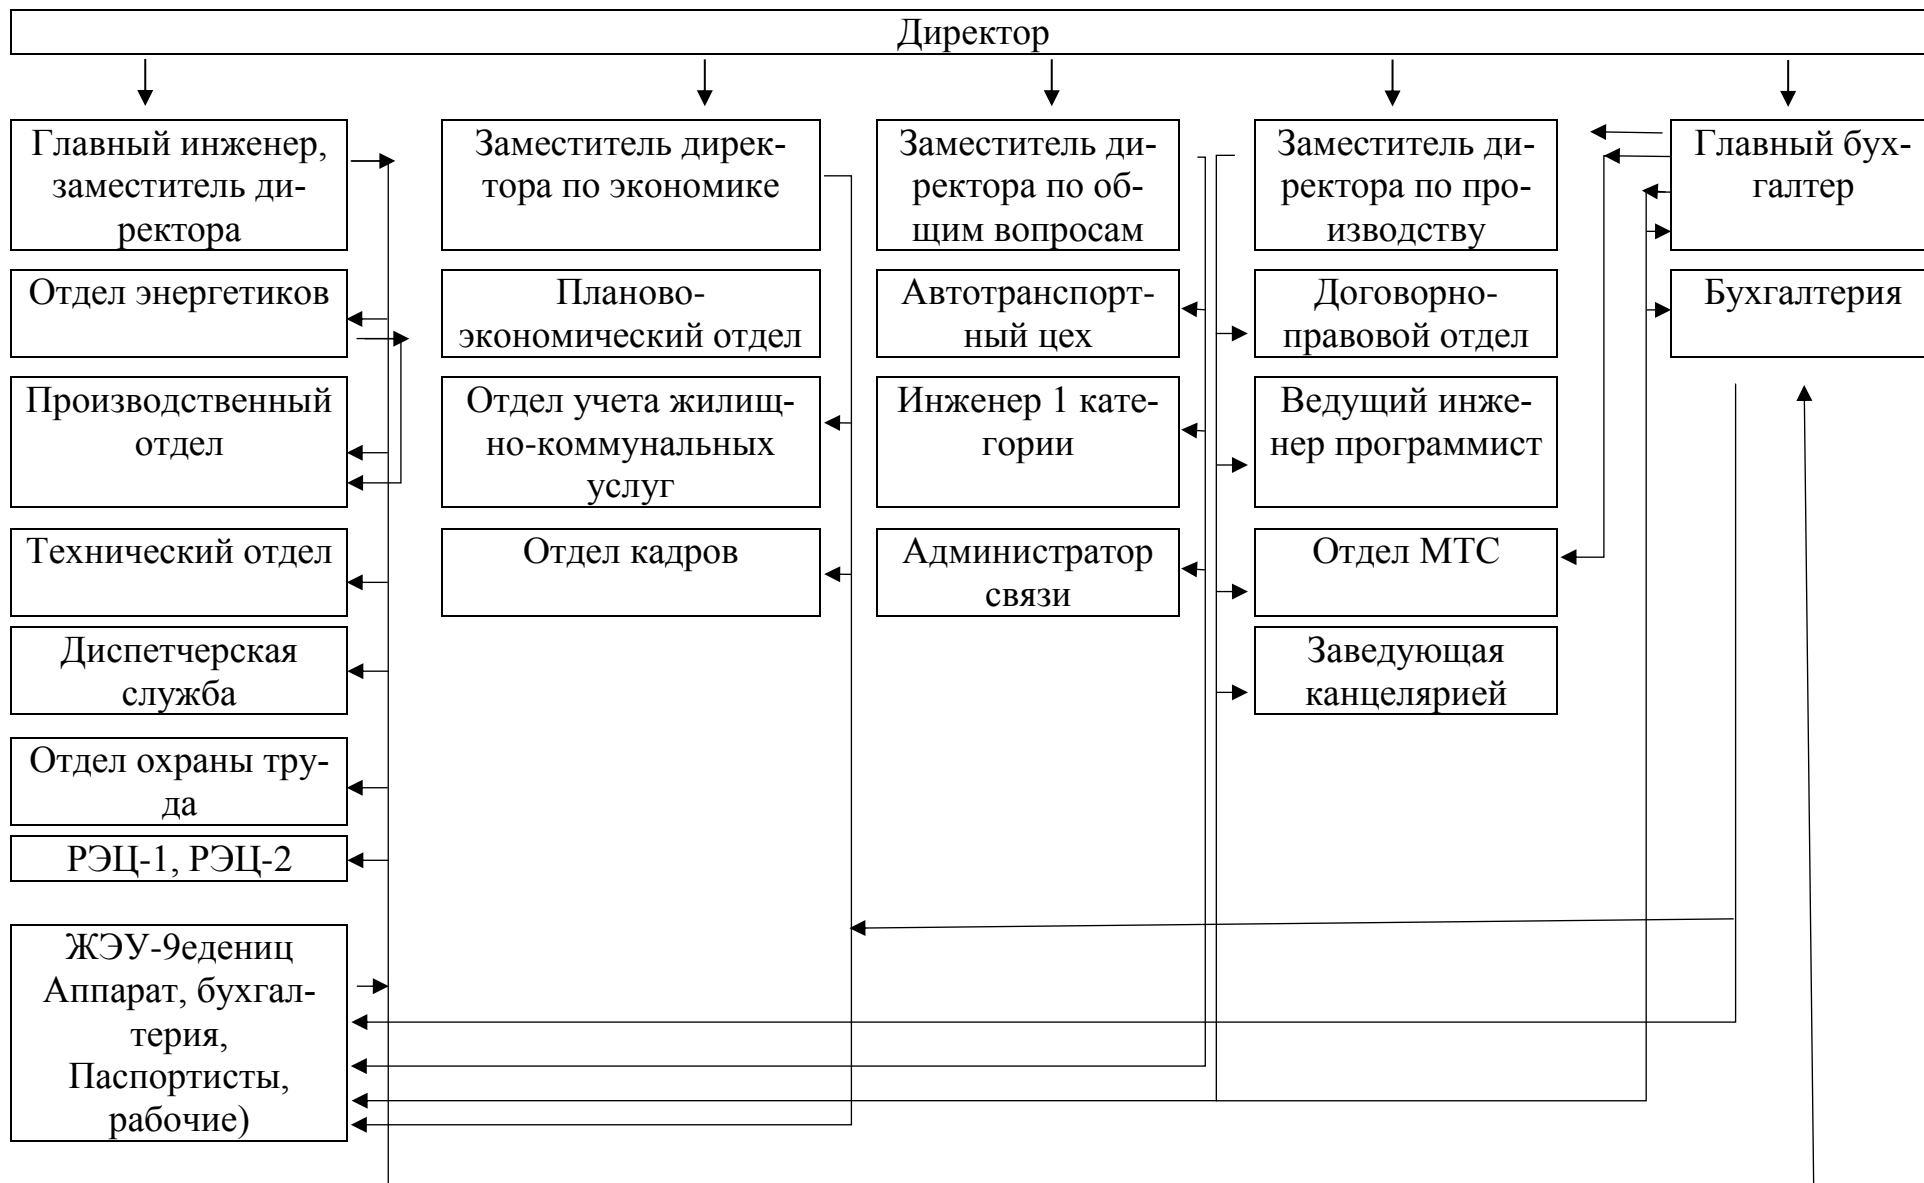 Директор
Главный инженер,
заместитель ди-
ректора
Заместитель дирек-
тора по экономике
Заместитель ди-
ректора по об-
щим вопросам
Заместитель ди-
ректора по про-
изводству
Главный бух-
галтер
Отдел энергетиков
Планово-
экономический отдел
Автотранспорт-
ный цех
Договорно-
правовой отдел
Бухгалтерия
Производственный
отдел
Отдел учета жилищ-
но-коммунальных
услуг
Инженер 1 кате-
гории
Ведущий инже-
нер программист
Технический отдел
Отдел кадров
Администратор
связи
Отдел МТС
Диспетчерская
служба
Заведующая
канцелярией
Отдел охраны тру-
да
РЭЦ-1, РЭЦ-2
ЖЭУ-9едениц
Аппарат, бухгал-
терия,
Паспортисты,
рабочие)